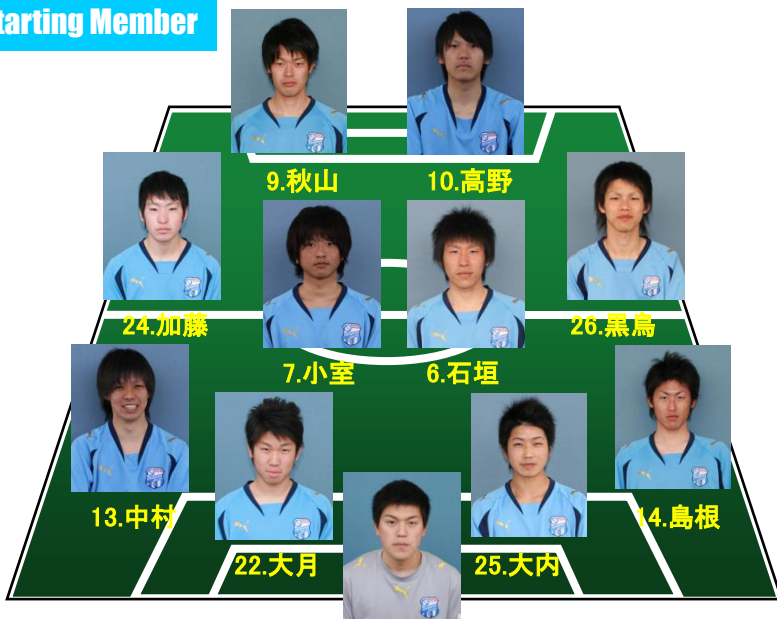 tarting Member
9.秋山
10.高野
24.加藤
26.黒鳥
7.小室
6.石垣
13.中村
14.島根
22.大月
25.大内